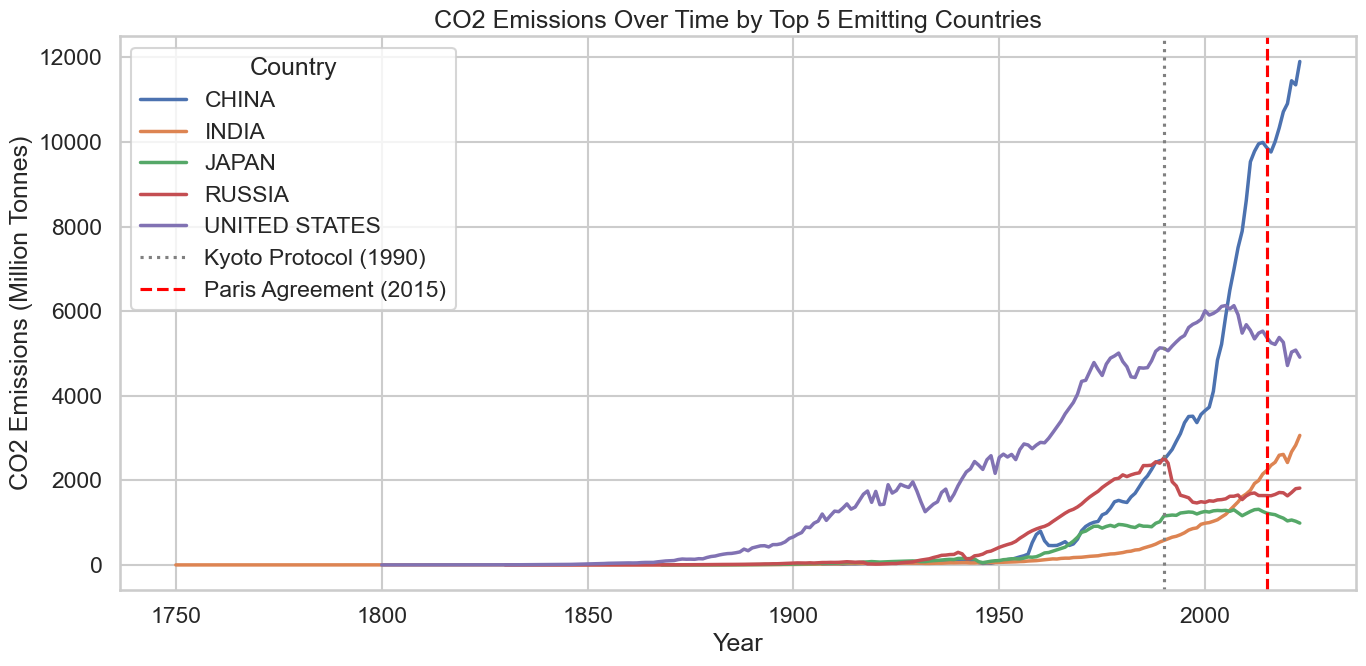 CO2 Emissions Over Time by Top 5 Emitting Countries
CO2 Emissions (Million Tonnes)
12000
10000
8000
6000
4000
2000
0
Country
CHINA
INDIA
JAPAN
RUSSIA
UNITED STATES
Kyoto Protocol (1990)
Paris Agreement (2015)
1750 1800 1850 1900 1950 2000
Year